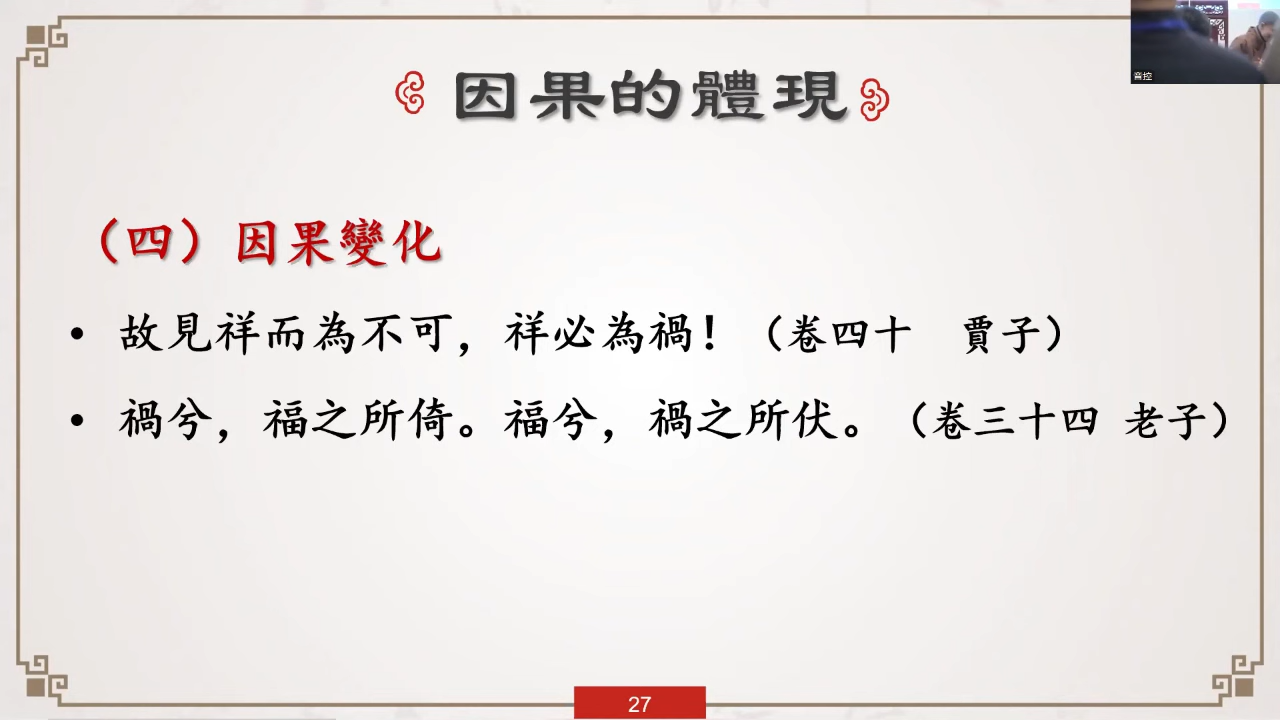 音控
因果的體現
（四）因果變化
• 故見祥而為不可，祥必為禍！（卷四十　賈子）
• 禍兮，福之所倚。福兮，禍之所伏。（卷三十四 老子）
27